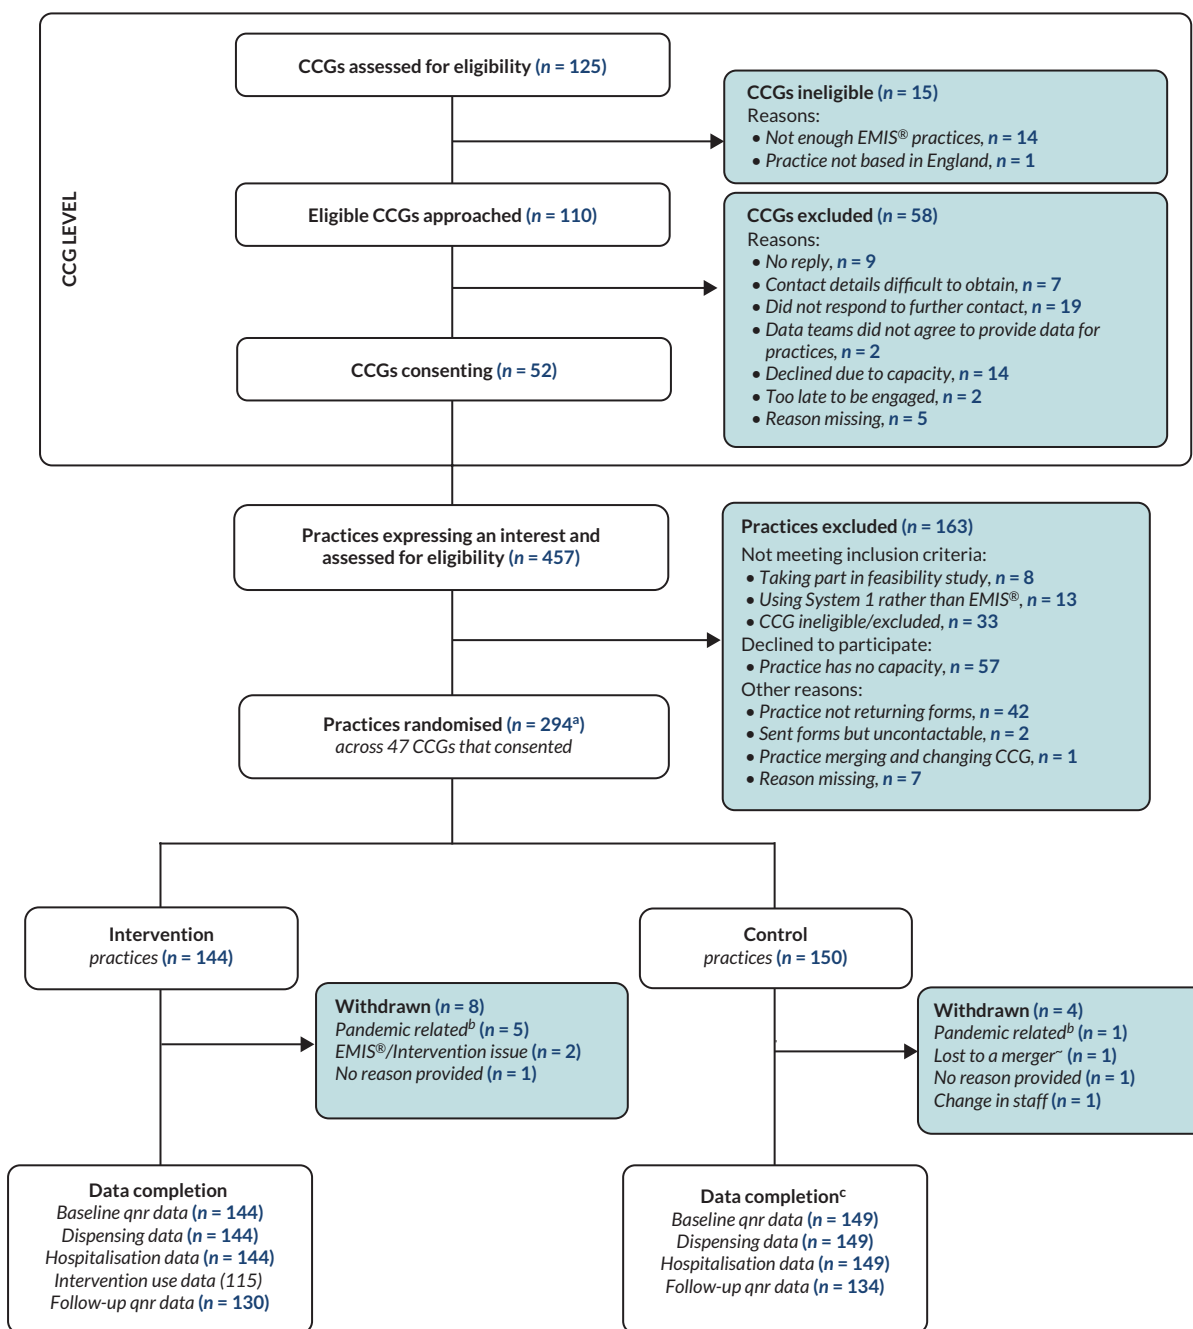 CCG LEVEL
CCGs assessed for eligibility (n = 125)
CCGs ineligible (n = 15)
Reasons:
• Not enough EMIS® practices, n = 14
• Practice not based in England, n = 1
Eligible CCGs approached (n = 110)
CCGs excluded (n = 58)
Reasons:
• No reply, n = 9
• Contact details difficult to obtain, n = 7
• Did not respond to further contact, n = 19
• Data teams did not agree to provide data for
practices, n = 2
• Declined due to capacity, n = 14
• Too late to be engaged, n = 2
• Reason missing, n = 5
CCGs consenting (n = 52)
Practices expressing an interest and
assessed for eligibility (n = 457)
Practices excluded (n = 163)
Not meeting inclusion criteria:
• Taking part in feasibility study, n = 8
• Using System 1 rather than EMIS®, n = 13
• CCG ineligible/excluded, n = 33
Declined to participate:
• Practice has no capacity, n = 57
Other reasons:
• Practice not returning forms, n = 42
• Sent forms but uncontactable, n = 2
• Practice merging and changing CCG, n = 1
• Reason missing, n = 7
Practices randomised (n = 294ᵃ)
across 47 CCGs that consented
Intervention
practices (n = 144)
Control
practices (n = 150)
Withdrawn (n = 8)
Pandemic relatedᵇ (n = 5)
EMIS®/Intervention issue (n = 2)
No reason provided (n = 1)
Withdrawn (n = 4)
Pandemic relatedᵇ (n = 1)
Lost to a merger~ (n = 1)
No reason provided (n = 1)
Change in staff (n = 1)
Data completion
Baseline qnr data (n = 144)
Dispensing data (n = 144)
Hospitalisation data (n = 144)
Intervention use data (115)
Follow-up qnr data (n = 130)
Data completionᶜ
Baseline qnr data (n = 149)
Dispensing data (n = 149)
Hospitalisation data (n = 149)
Follow-up qnr data (n = 134)